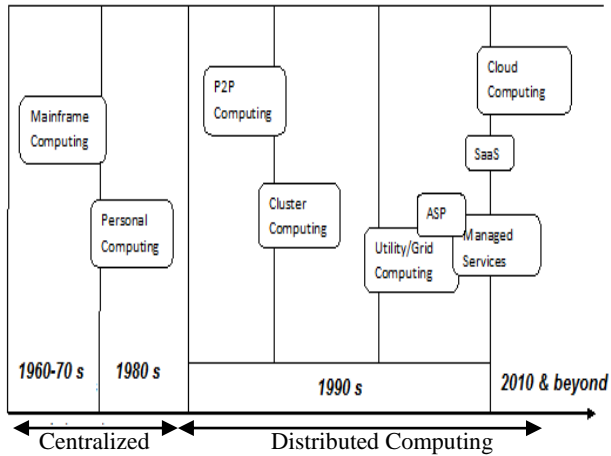 Mainframe
Computing
Personal
Computing
P2P
Computing
Cluster
Computing
Utility/Grid
Computing
ASP
Managed
Services
SaaS
Cloud
Computing
1960-70 s
1980 s
1990 s
2010 & beyond
Centralized
Distributed Computing